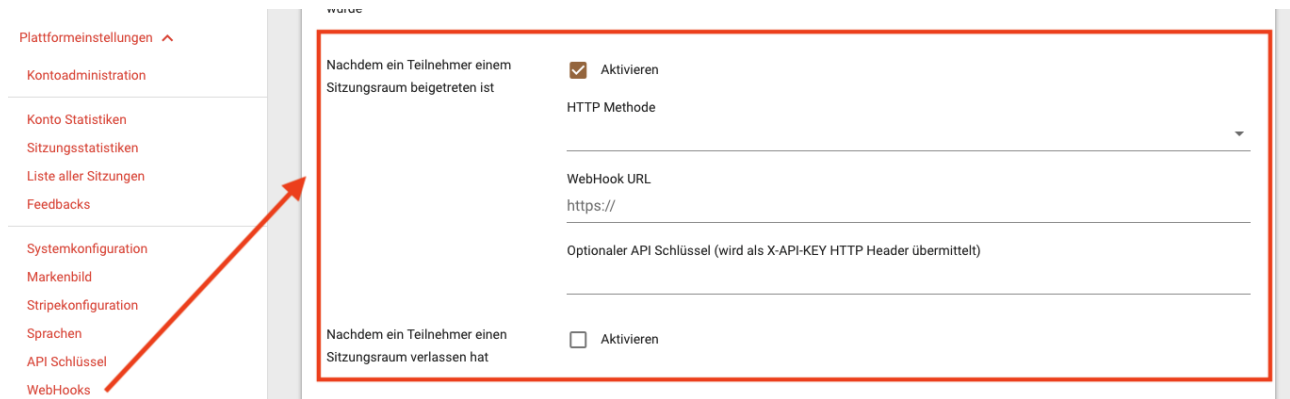 Plattformeinstellungen
Kontoadministration
Konto Statistiken
Sitzungsstatistiken
Liste aller Sitzungen
Feedbacks
Systemkonfiguration
Markenbild
Stripekonfiguration
Sprachen
API Schlüssel
WebHooks
wurde
Nachdem ein Teilnehmer einem
Sitzungsraum beigetreten ist
Aktivieren
HTTP Methode
WebHook URL
https://
Optionaler API Schlüssel (wird als X-API-KEY HTTP Header übermittelt)
Nachdem ein Teilnehmer einen
Sitzungsraum verlassen hat
Aktivieren